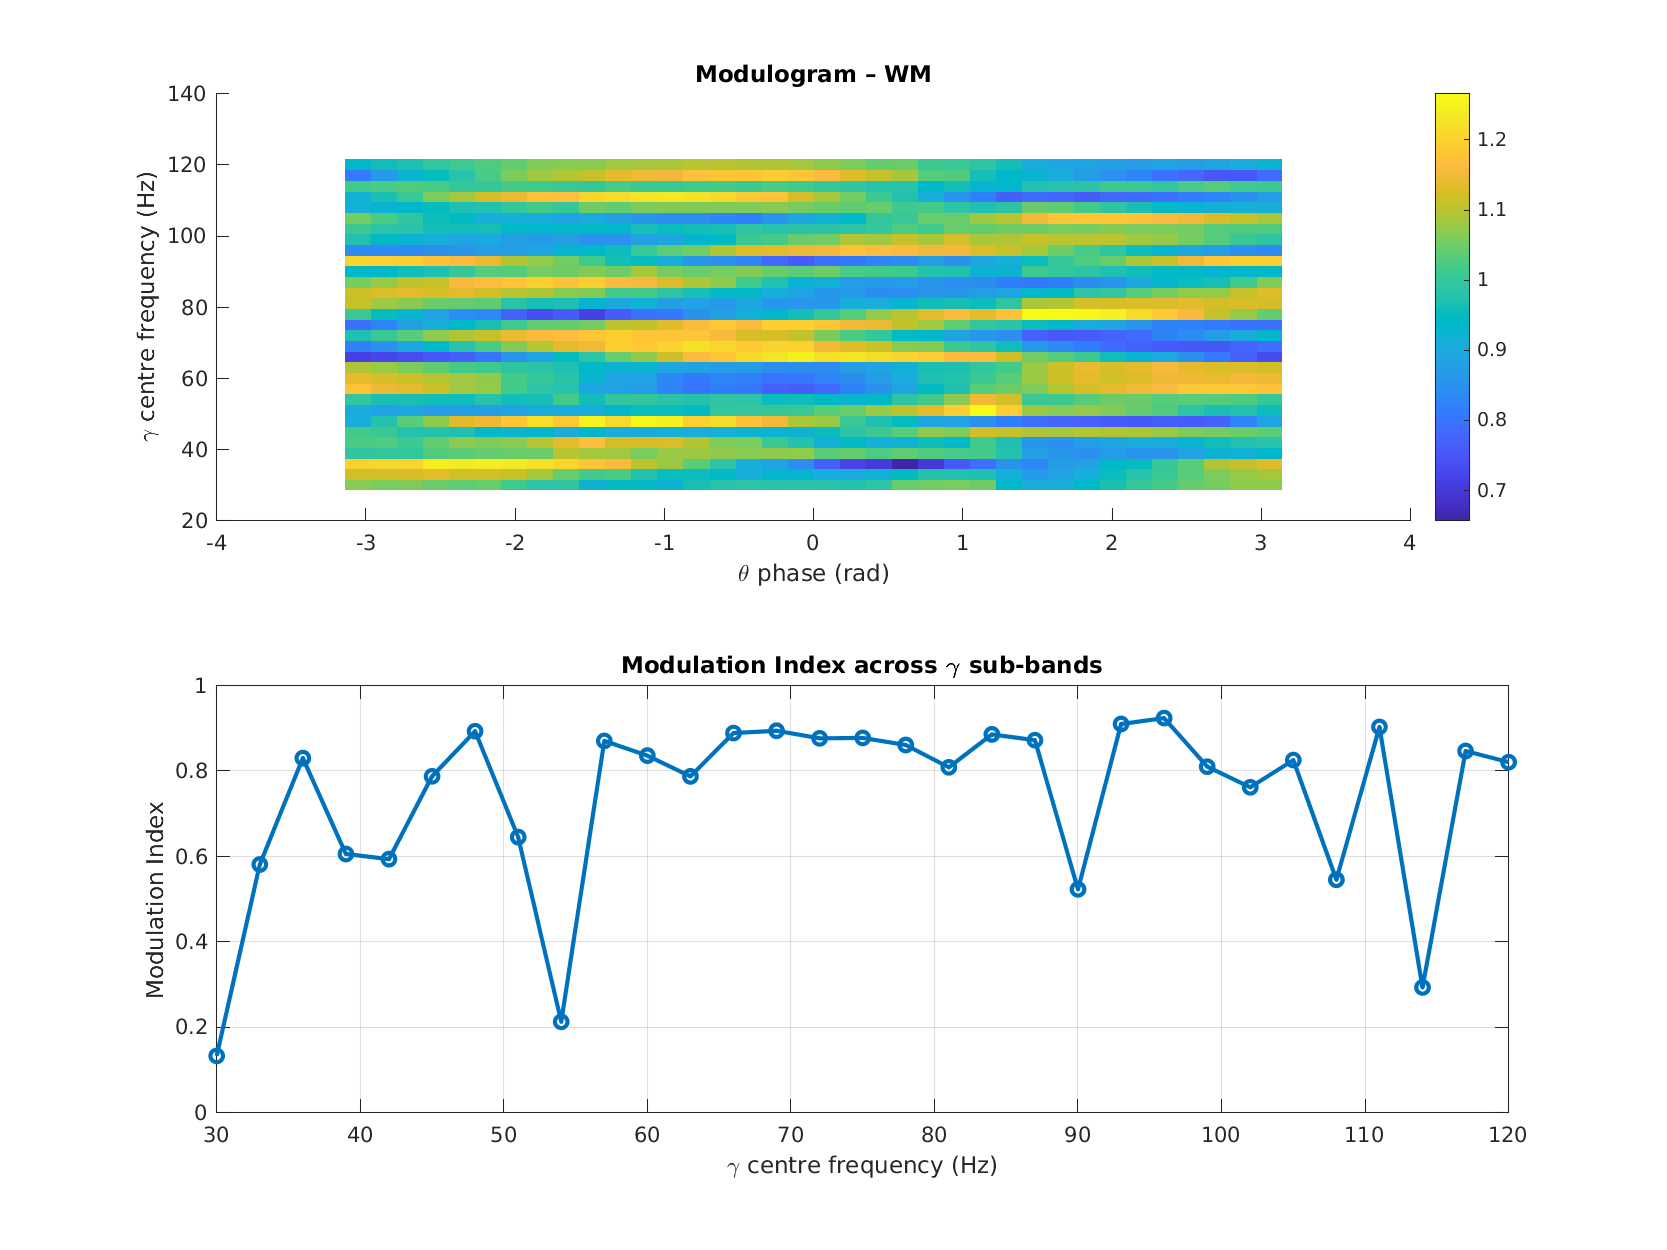 Modulogram – WM
140
120
100
80
60
40
20
γ centre frequency (Hz)
-4 -3 -2 -1 0 1 2 3 4
θ phase (rad)
1.2
1.1
1
0.9
0.8
0.7
Modulation Index across γ sub-bands
1
0.8
0.6
0.4
0.2
0
Modulation Index
30 40 50 60 70 80 90 100 110 120
γ centre frequency (Hz)